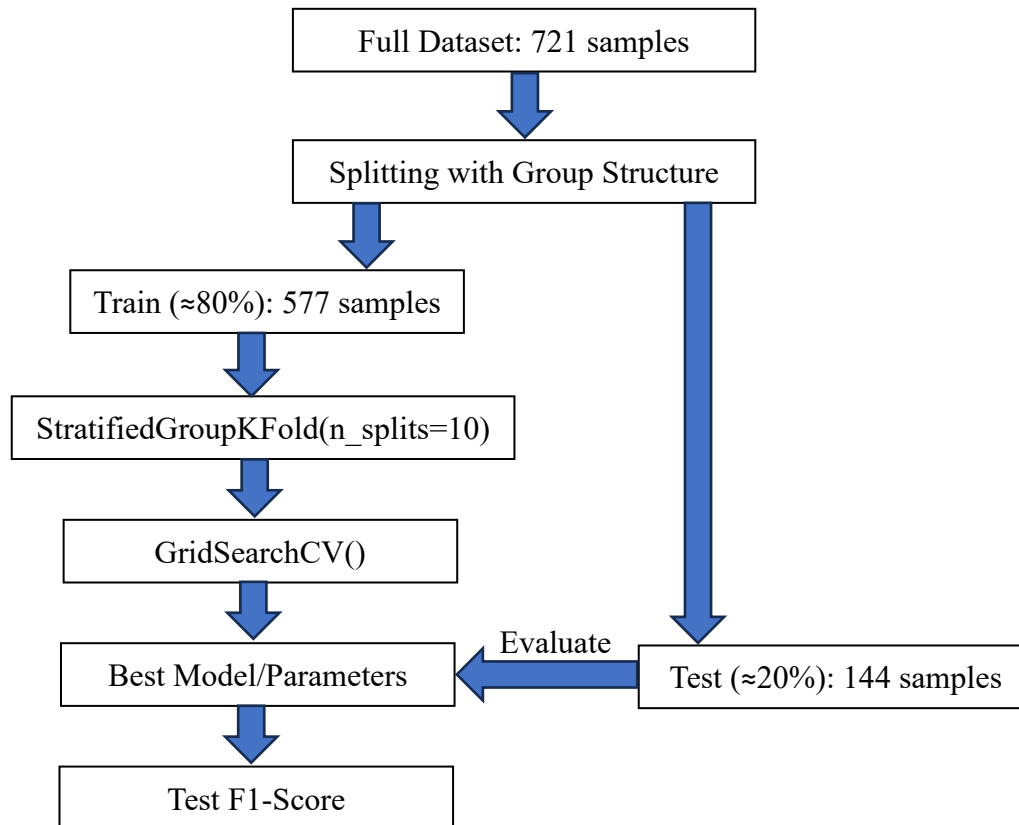 Full Dataset: 721 samples
Splitting with Group Structure
Train (≈80%): 577 samples
StratifiedGroupKFold(n_splits=10)
GridSearchCV()
Best Model/Parameters
Evaluate
Test (≈20%): 144 samples
Test F1-Score